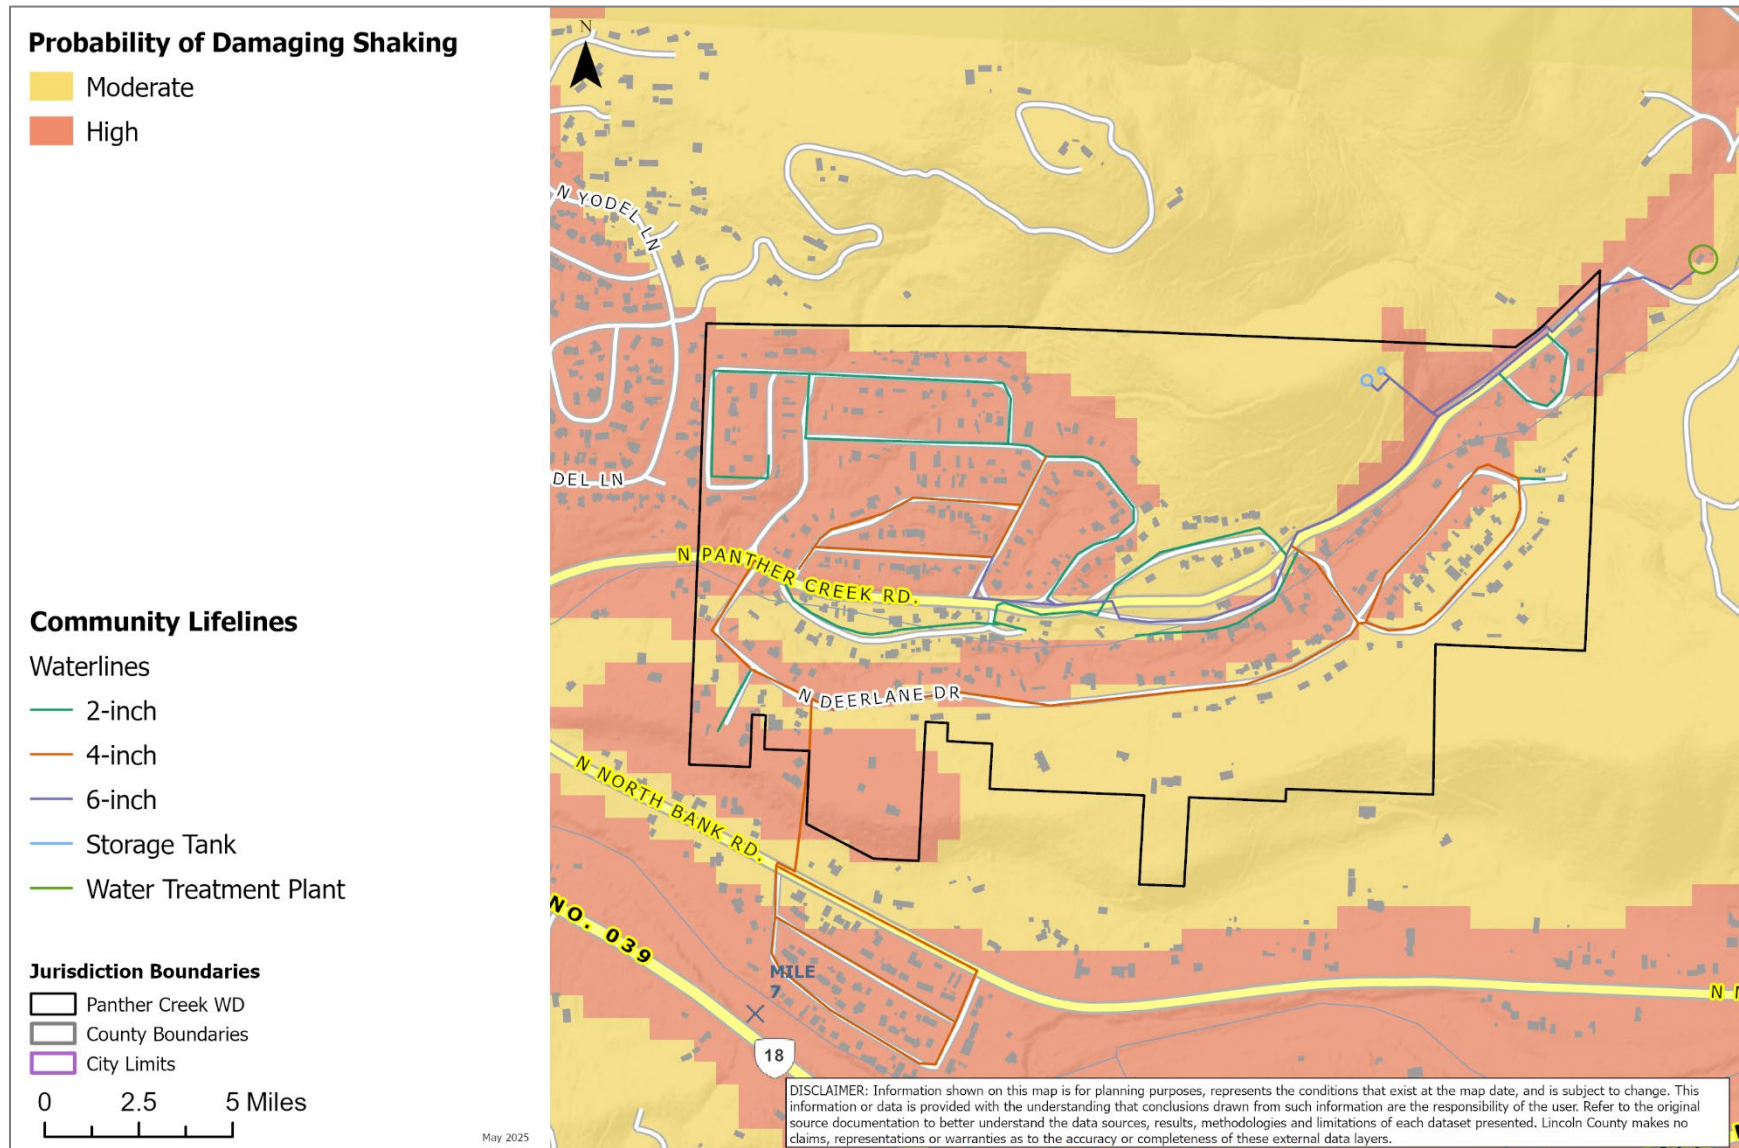 Probability of Damaging Shaking
Moderate
High
Community Lifelines
Waterlines
2-inch
4-inch
6-inch
Storage Tank
Water Treatment Plant
Jurisdiction Boundaries
Panther Creek WD
County Boundaries
City Limits
0 2.5 5 Miles
May 2025
N
N YODEL LN
DEL LN
N PANTHER CREEK RD.
N DEERLANE DR
N NORTH BANK RD.
NO. 039
MILE
7
18
N
DISCLAIMER: Information shown on this map is for planning purposes, represents the conditions that exist at the map date, and is subject to change. This
information or data is provided with the understanding that conclusions drawn from such information are the responsibility of the user. Refer to the original
source documentation to better understand the data sources, results, methodologies and limitations of each dataset presented. Lincoln County makes no
claims, representations or warranties as to the accuracy or completeness of these external data layers.